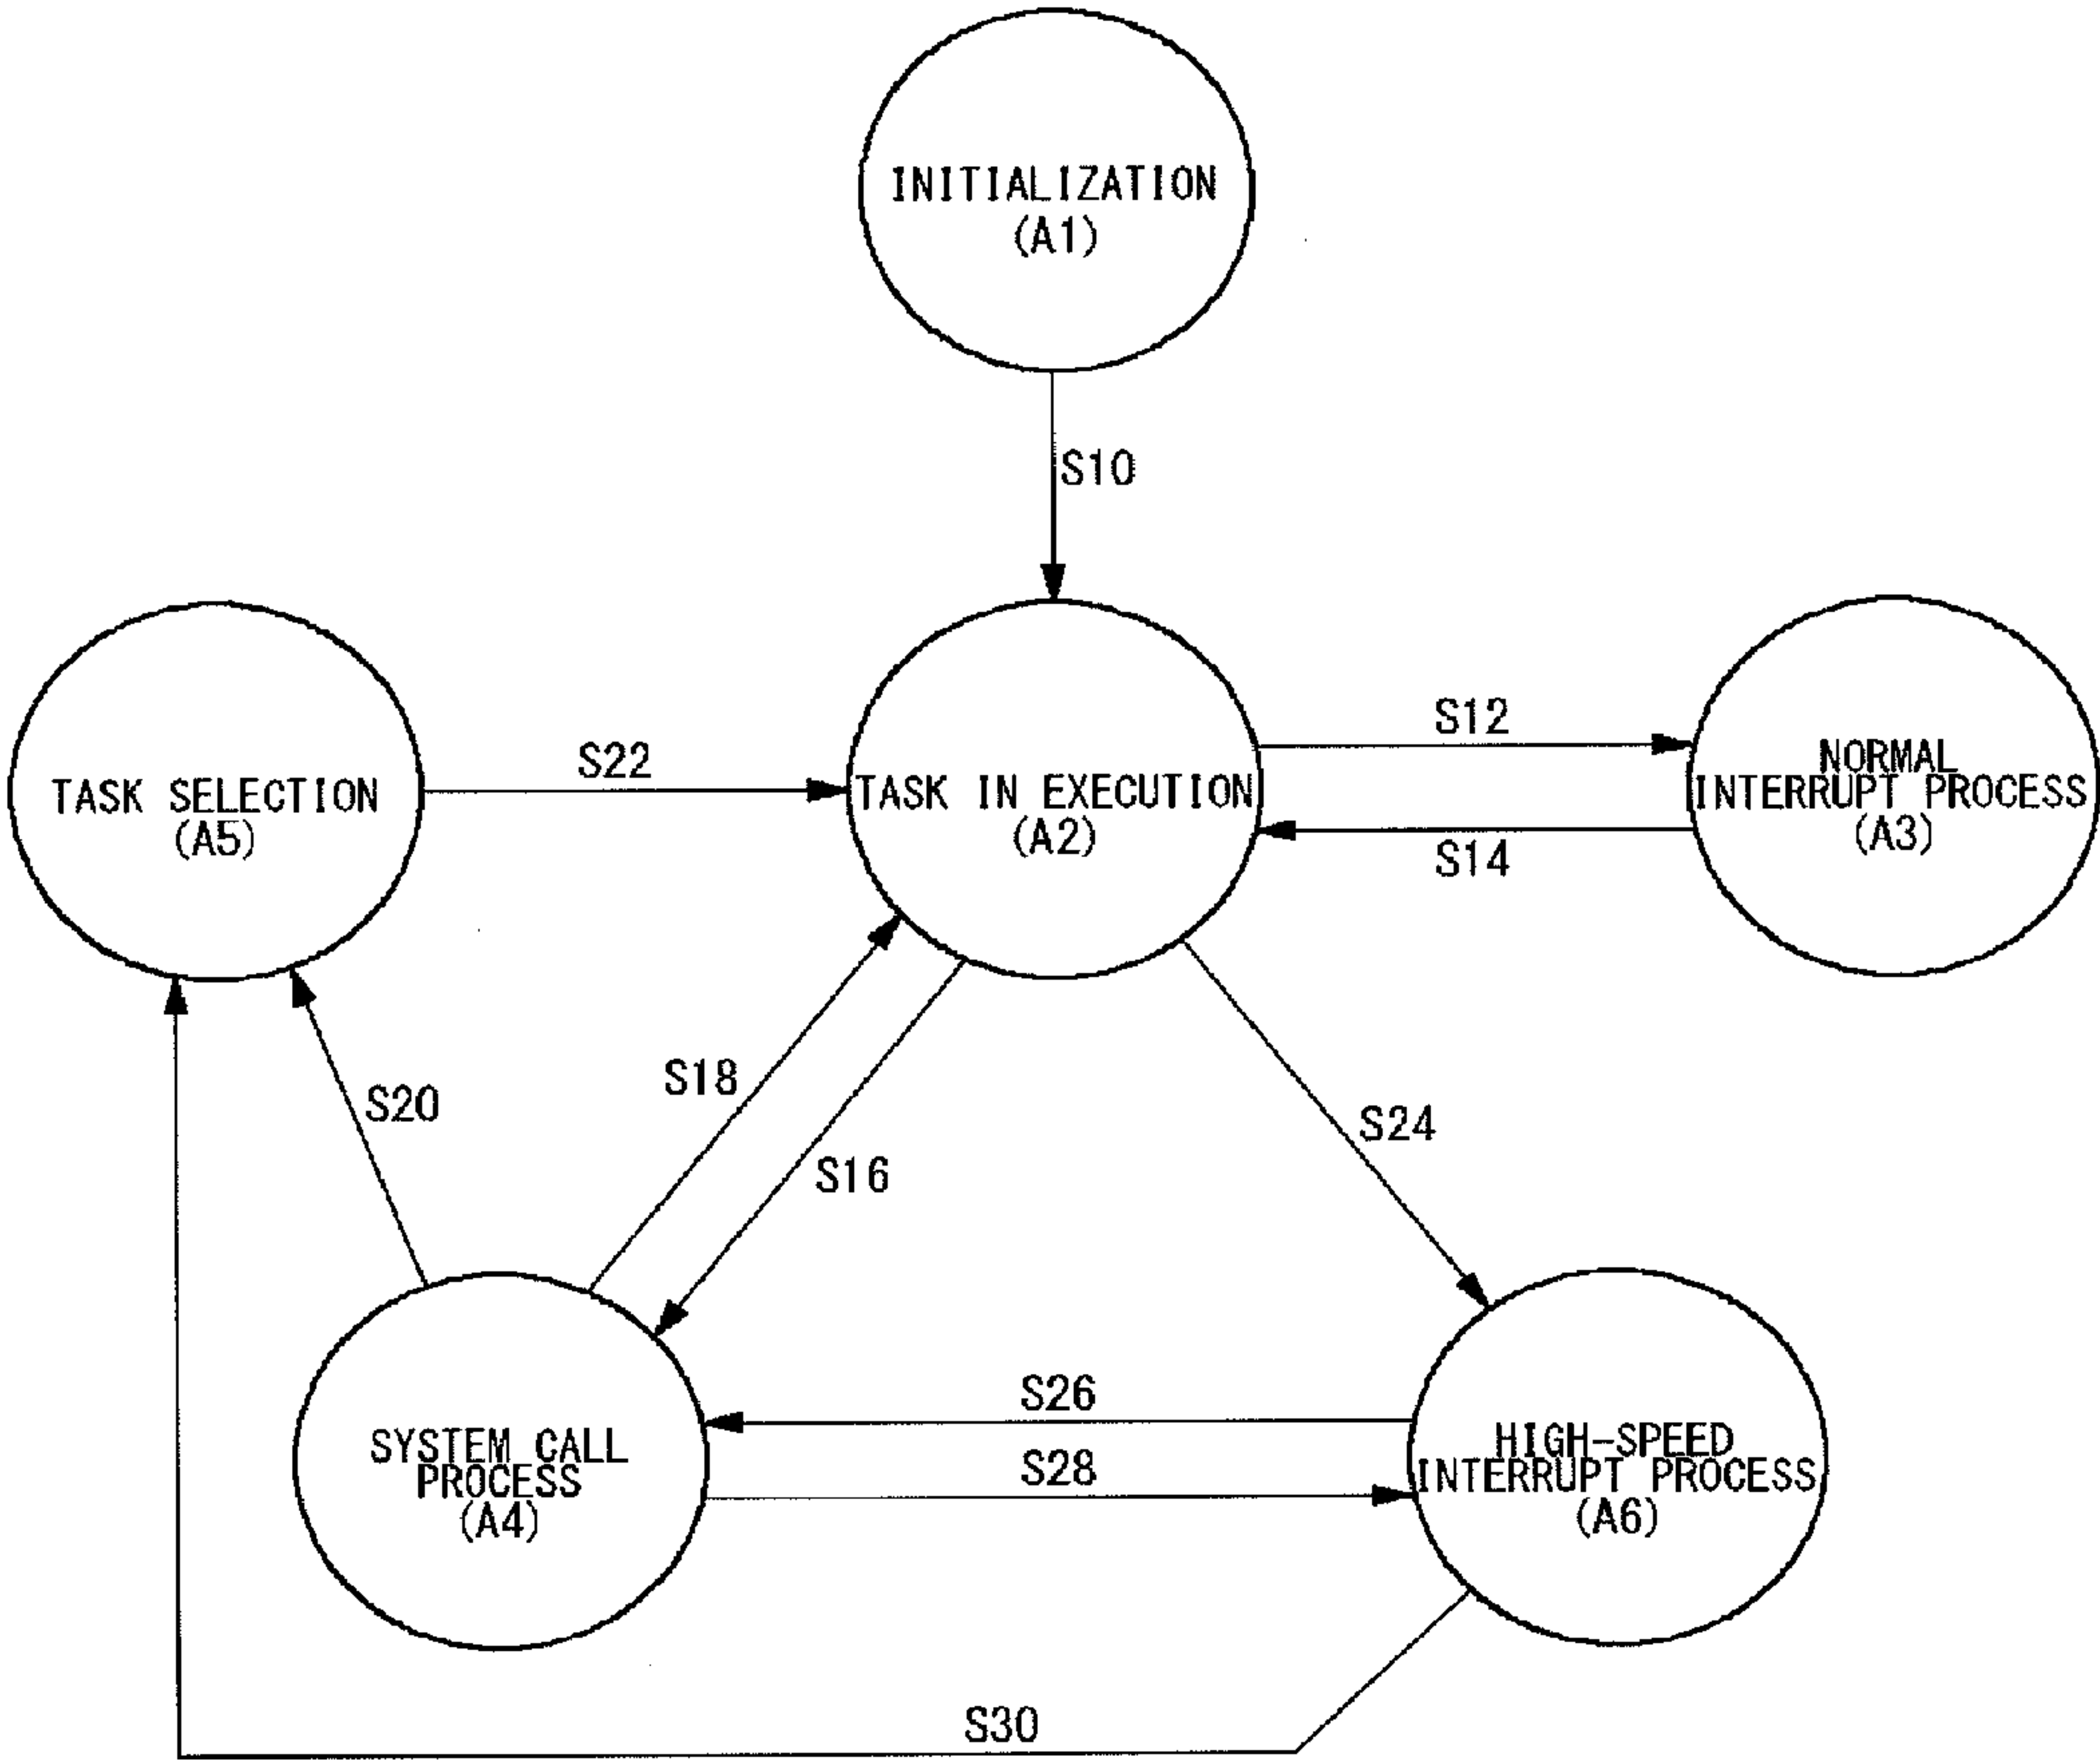 INITIALIZATION
(A1)
S10
TASK SELECTION
(A5)
S22
TASK IN EXECUTION
(A2)
S12
S14
NORMAL
INTERRUPT PROCESS
(A3)
S20
S18
S16
S24
SYSTEM CALL
PROCESS
(A4)
S26
S28
HIGH-SPEED
INTERRUPT PROCESS
(A6)
S30